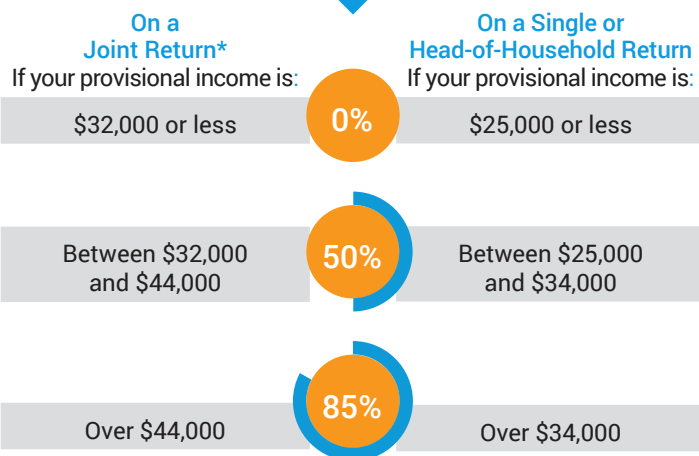 On a
Joint Return*
If your provisional income is:
On a Single or
Head-of-Household Return
If your provisional income is:
$32,000 or less
0%
$25,000 or less
Between $32,000
and $44,000
50%
Between $25,000
and $34,000
Over $44,000
85%
Over $34,000